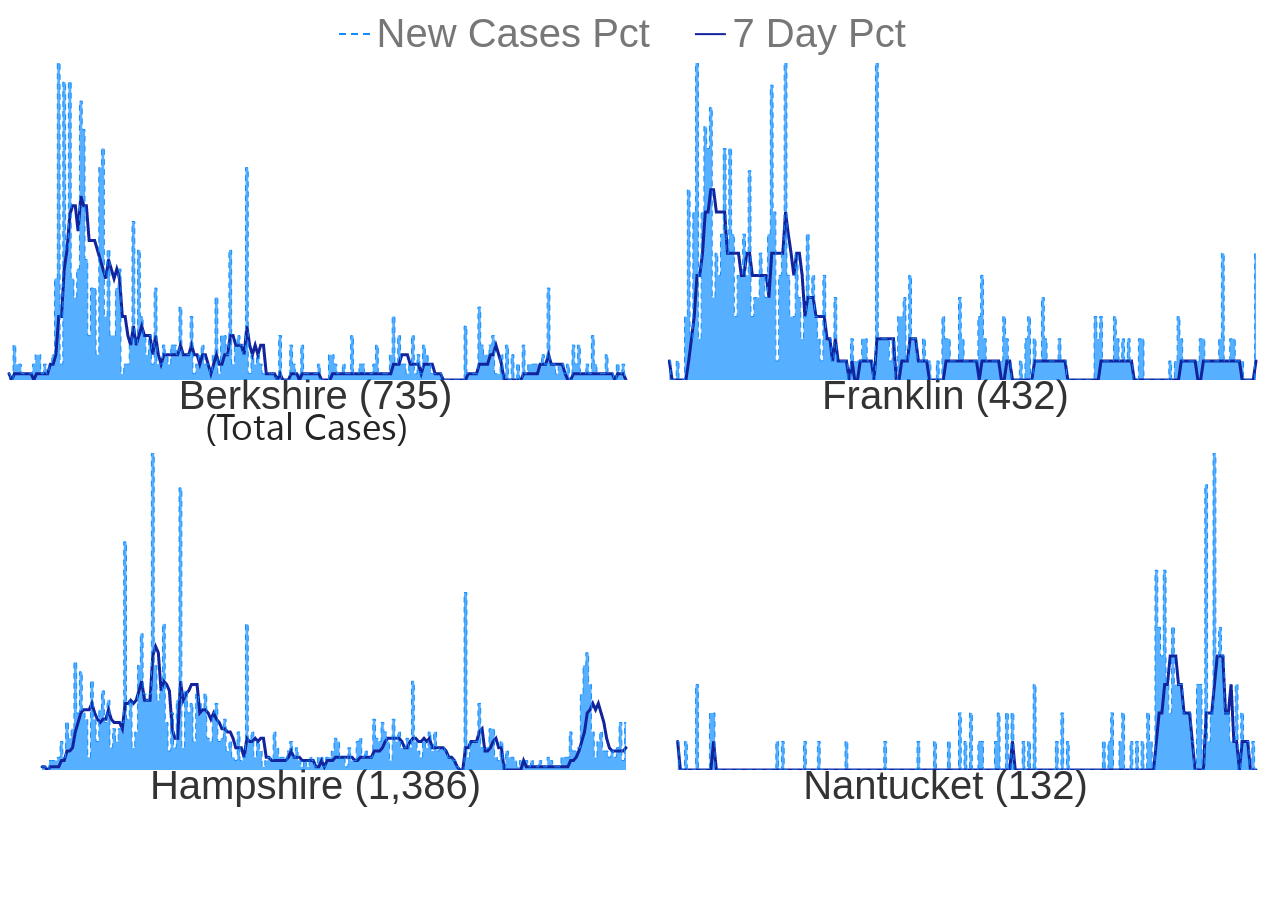 New Cases Pct 7 Day Pct
Berkshire (735) Franklin (432)
(Total Cases)
Hampshire (1,386) Nantucket (132)